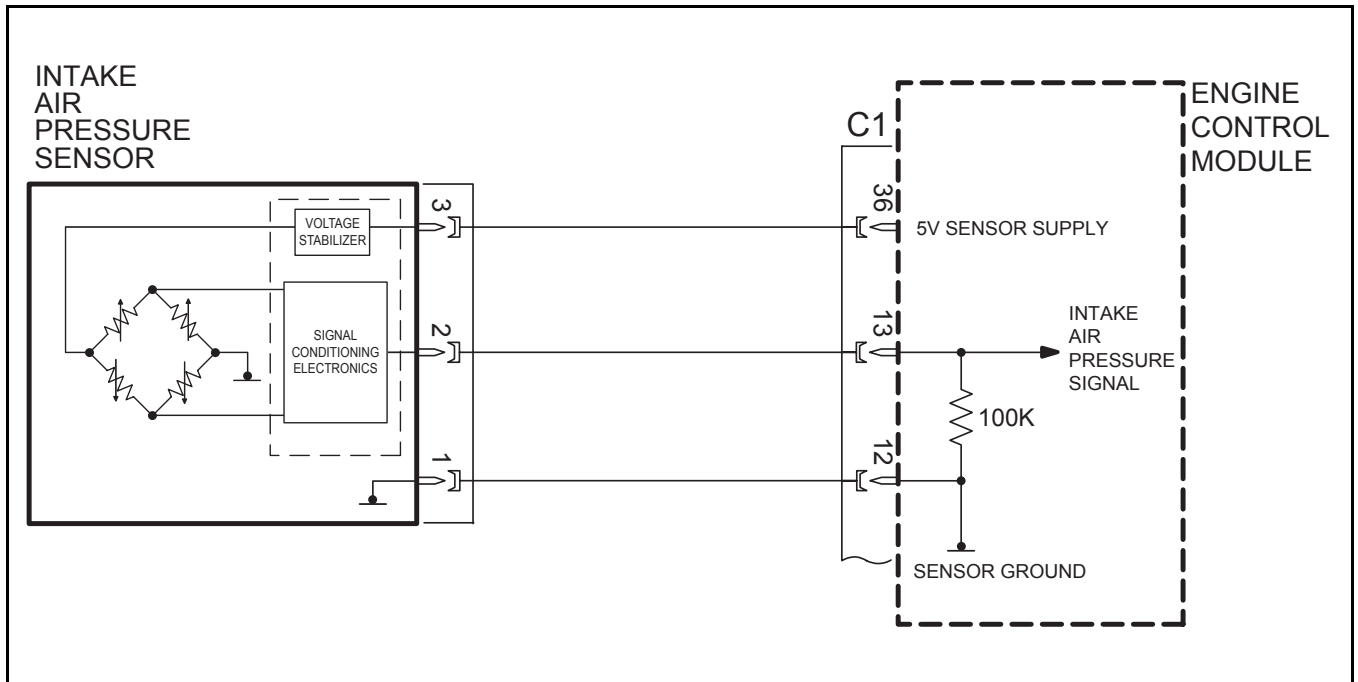 INTAKE
AIR
PRESSURE
SENSOR
VOLTAGE
STABILIZER
SIGNAL
CONDITIONING
ELECTRONICS
3
2
1
C1
36
13
12
5V SENSOR SUPPLY
INTAKE
AIR
PRESSURE
SIGNAL
100K
SENSOR GROUND
ENGINE
CONTROL
MODULE